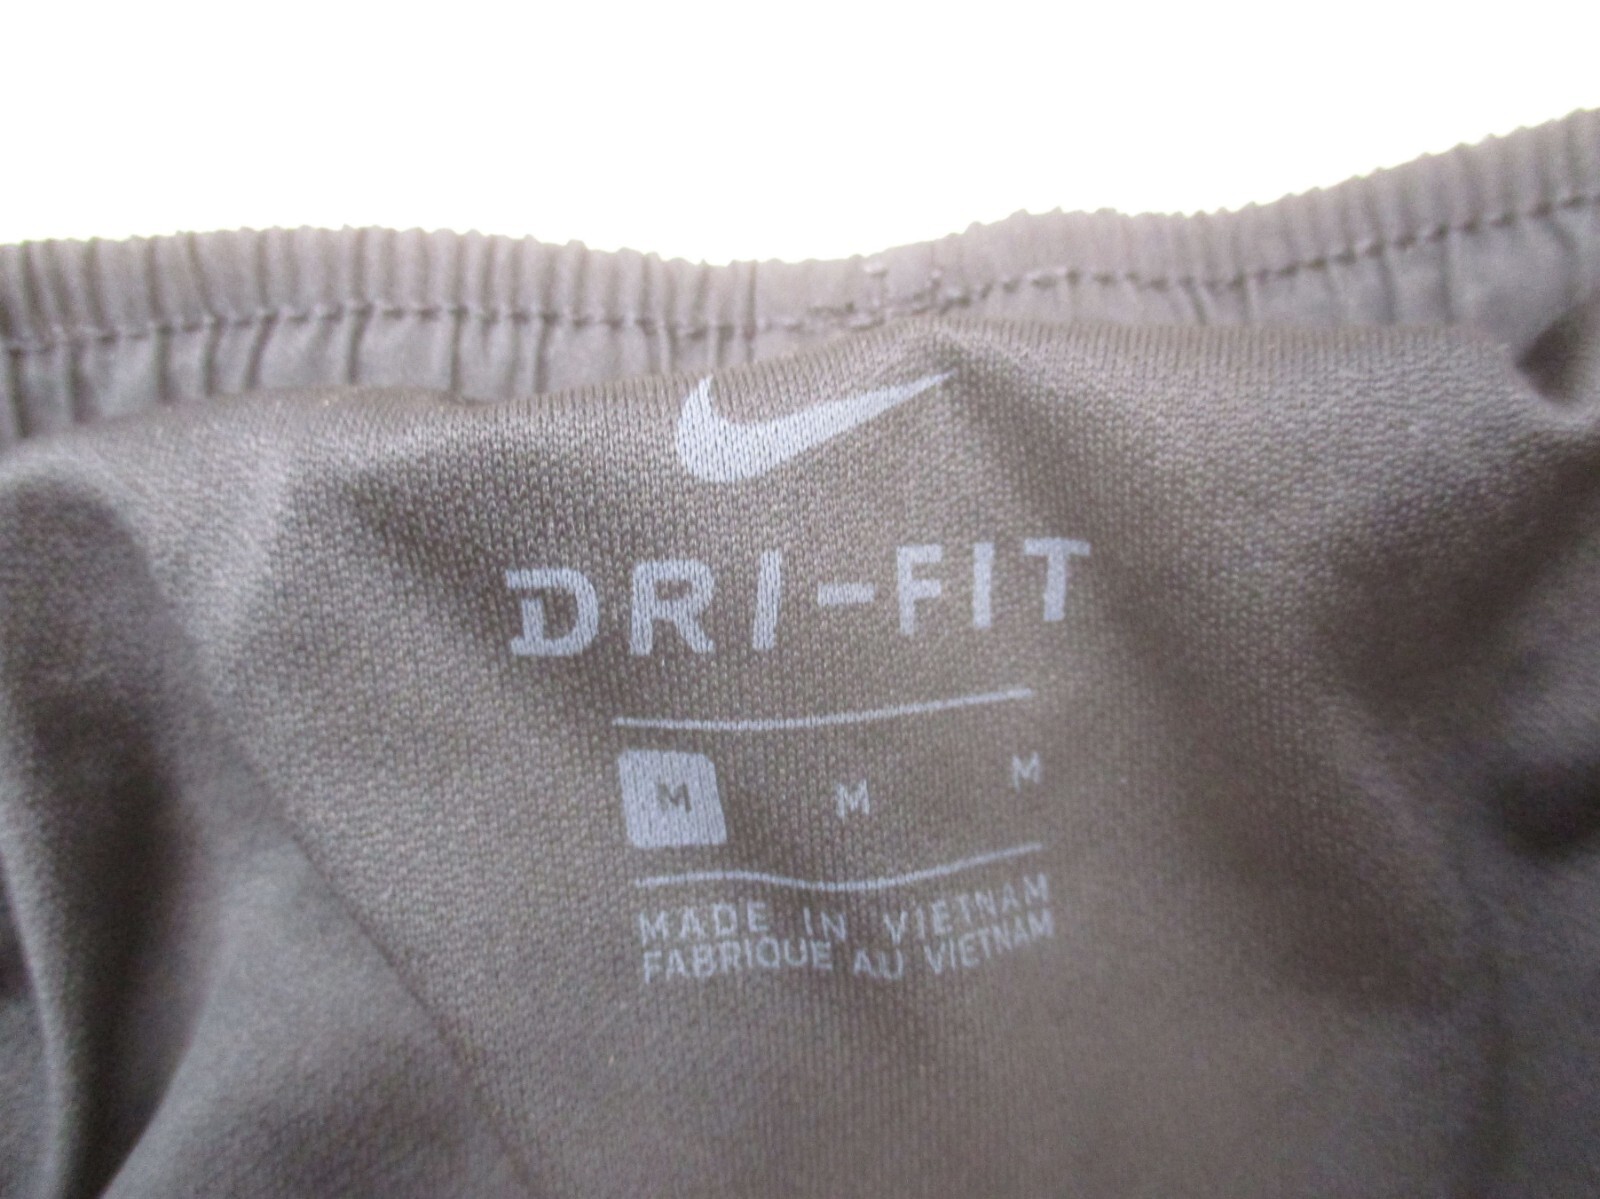 DRI-FIT
M M M
MADE IN VIETNAM
FABRIQUE AU VIETNAM